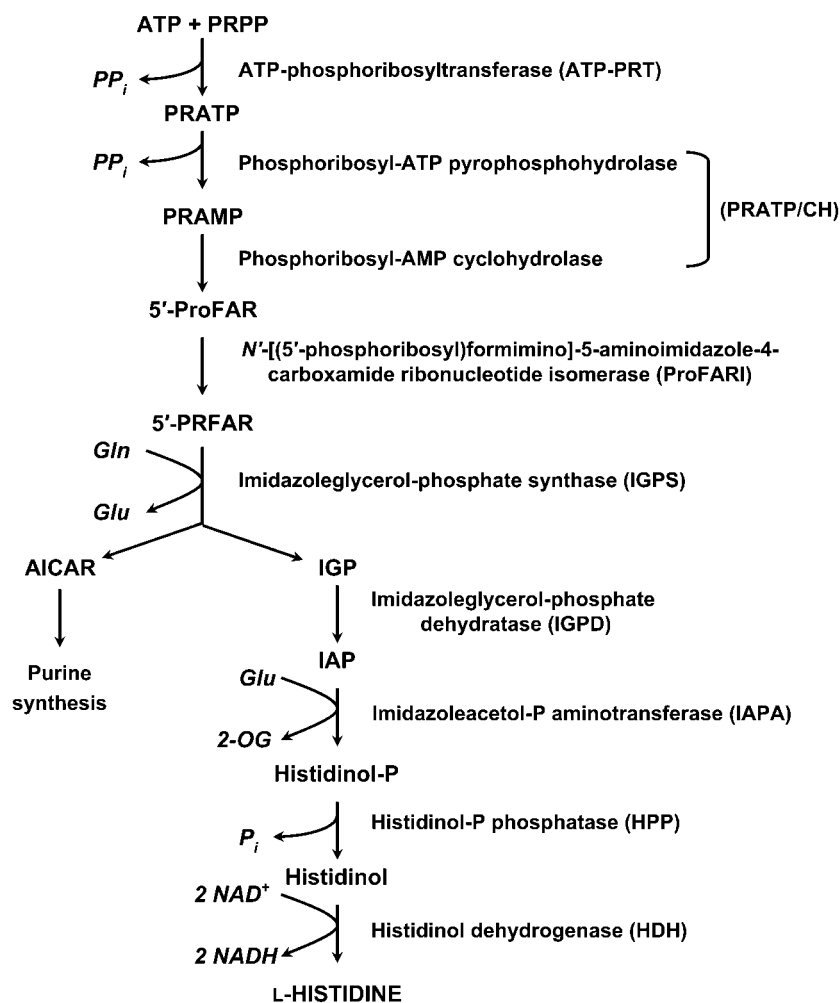 ATP + PRPP
PPi
ATP-phosphoribosyltransferase (ATP-PRT)
PRATP
PPi
Phosphoribosyl-ATP pyrophosphohydrolase
(PRATP/CH)
PRAMP
Phosphoribosyl-AMP cyclohydrolase
5′-ProFAR
N′-[(5′-phosphoribosyl)formimino]-5-aminoimidazole-4-
carboxamide ribonucleotide isomerase (ProFARI)
5′-PRFAR
Gln
Imidazoleglycerol-phosphate synthase (IGPS)
Glu
AICAR
IGP
Imidazoleglycerol-phosphate
dehydratase (IGPD)
Purine
synthesis
IAP
Glu
Imidazoleacetol-P aminotransferase (IAPA)
2-OG
Histidinol-P
Pi
Histidinol-P phosphatase (HPP)
Histidinol
2 NAD+
Histidinol dehydrogenase (HDH)
2 NADH
L-HISTIDINE